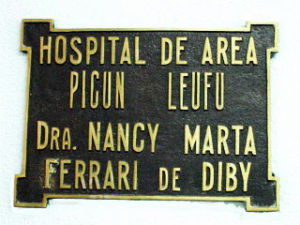 HOSPITAL DE AREA
PICUN LEUFU
DRA. NANCY MARTA
FERRARI DE DIBY